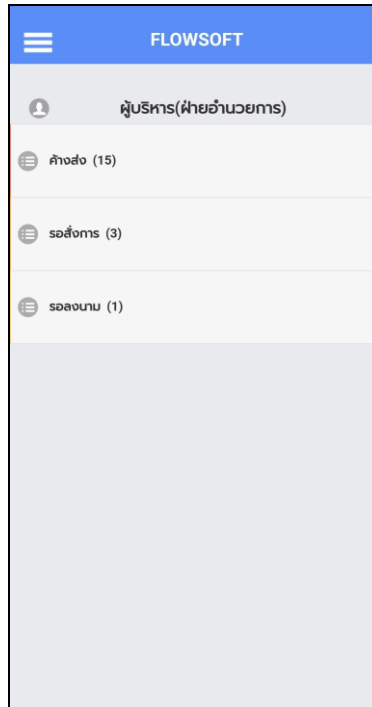 FLOWSOFT
ผู้บริหาร(ฝ่ายอำนวยการ)
ค้างส่ง (15)
รอสั่งการ (3)
รอลงนาม (1)